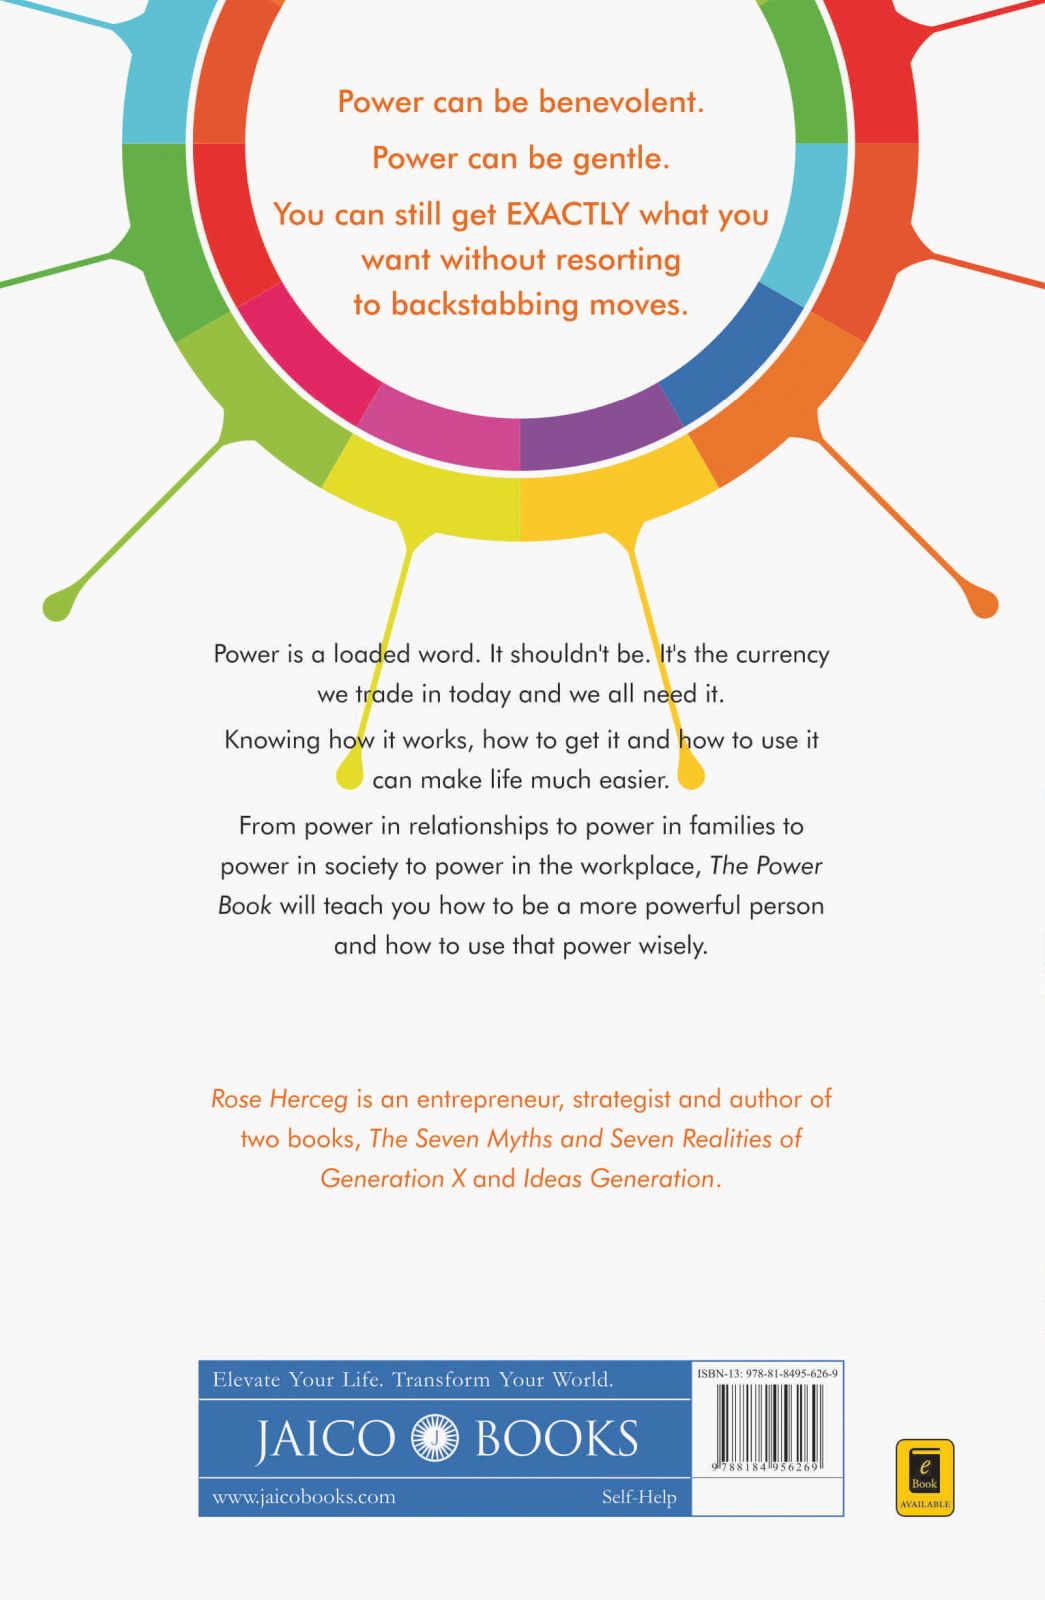 Power can be benevolent.
Power can be gentle.
You can still get EXACTLY what you
want without resorting
to backstabbing moves.
Power is a loaded word. It shouldn't be. It's the currency
we trade in today and we all need it.
Knowing how it works, how to get it and how to use it
can make life much easier.
From power in relationships to power in families to
power in society to power in the workplace, The Power
Book will teach you how to be a more powerful person
and how to use that power wisely.
Rose Herceg is an entrepreneur, strategist and author of
two books, The Seven Myths and Seven Realities of
Generation X and Ideas Generation.
Elevate Your Life. Transform Your World.
JAICO J BOOKS
www.jaicobooks.com Self-Help
ISBN-13: 978-81-8495-626-9
9 788184 956269
e
Book
AVAILABLE